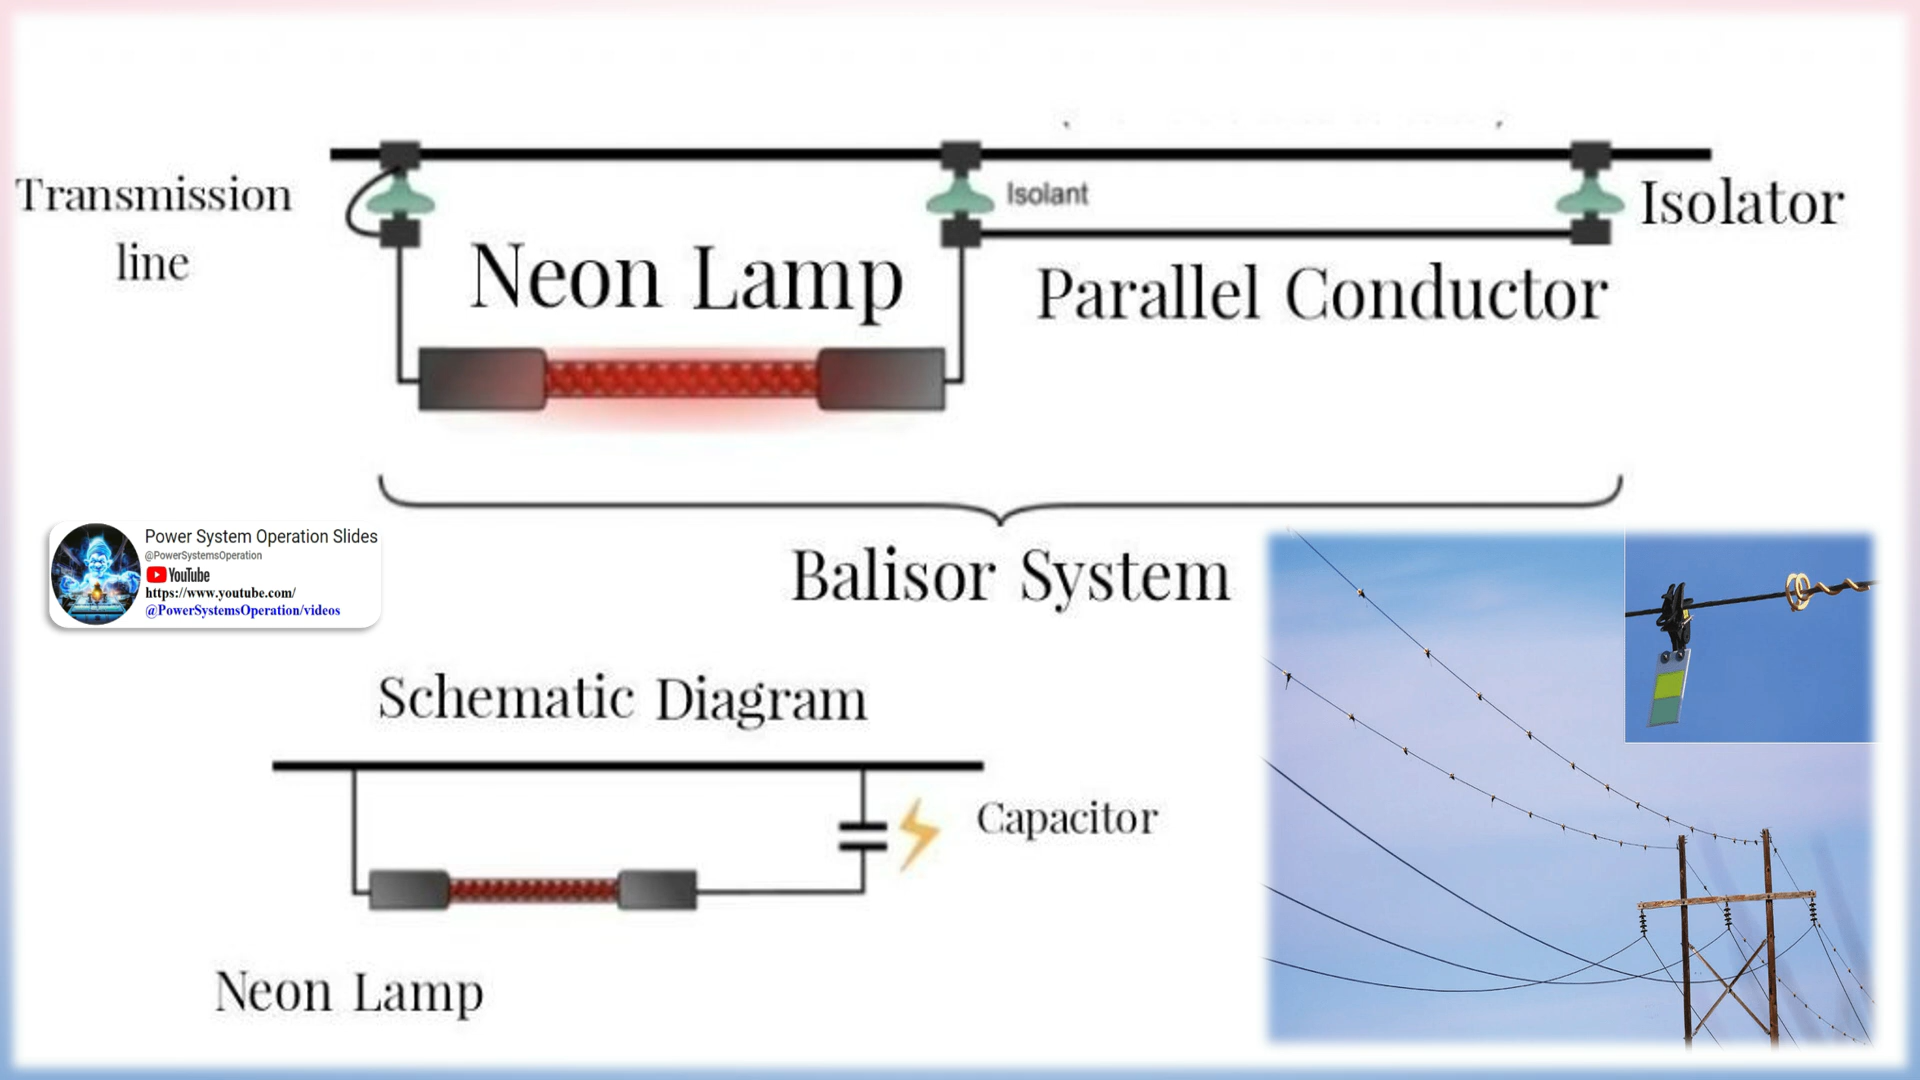 Transmission
line
Isolant
Isolator
Neon Lamp
Parallel Conductor
Balisor System
Power System Operation Slides
@PowerSystemsOperation
YouTube
https://www.youtube.com/
@PowerSystemsOperation/videos
Schematic Diagram
Capacitor
Neon Lamp